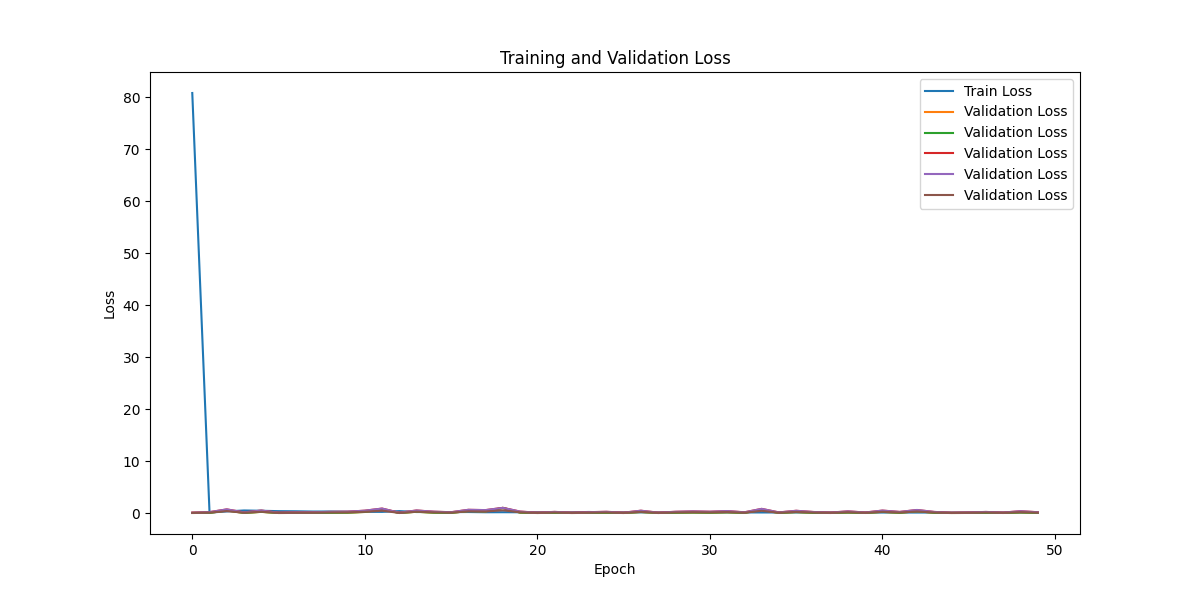 Training and Validation Loss
Train Loss
Validation Loss
Validation Loss
Validation Loss
Validation Loss
Validation Loss
80
70
60
50
40
30
20
10
0
Loss
0 10 20 30 40 50
Epoch